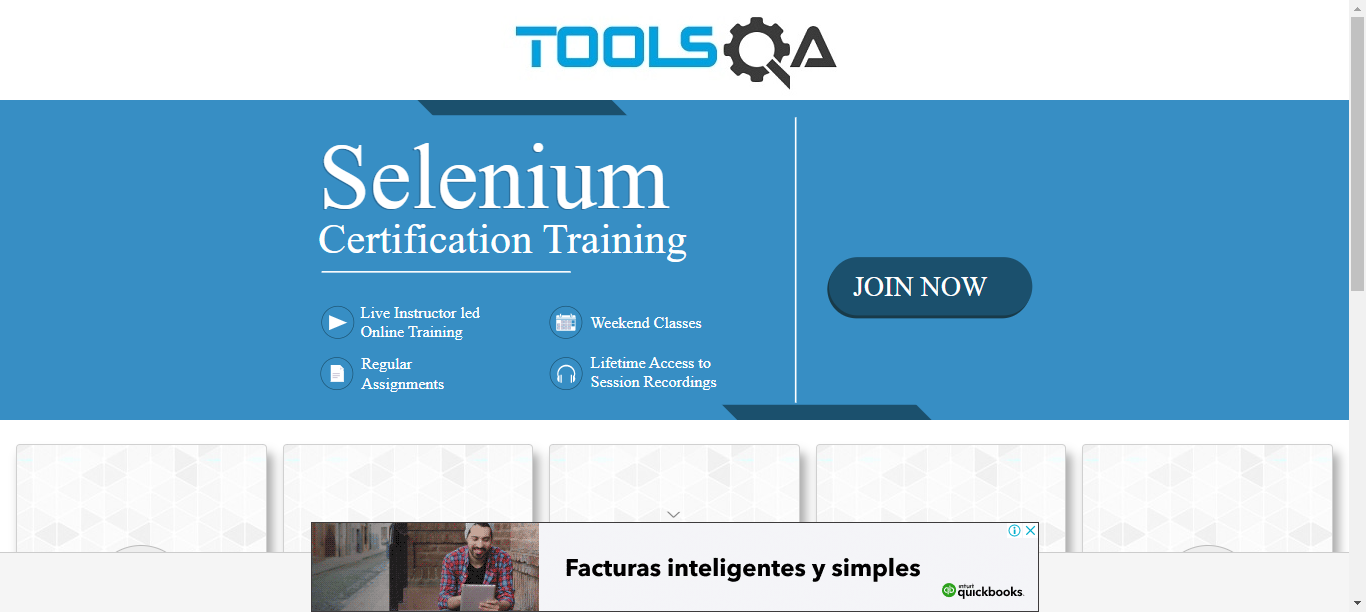 TOOLSQA
Selenium
Certification Training
JOIN NOW
Live Instructor led
Online Training
Weekend Classes
Regular
Assignments
Lifetime Access to
Session Recordings
Facturas inteligentes y simples
qb intuit
quickbooks.